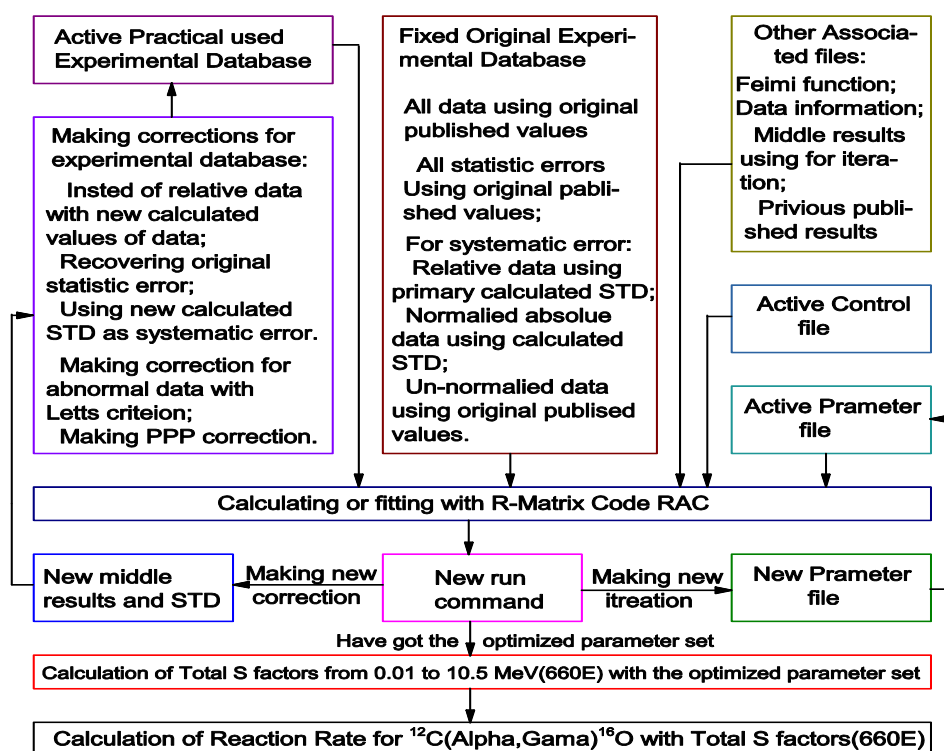 Active Practical used
Experimental Database
Making corrections for
experimental database:
Insted of relative data
with new calculated
values of data;
Recovering original
statistic error;
Using new calculated
STD as systematic error.
Making correction for
abnormal data with
Letts criteion;
Making PPP correction.
Fixed Original Experi-
mental Database
All data using original
published values
All statistic errors
Using original pabli-
shed values;
For systematic error:
Relative data using
primary calculated STD;
Normalied absolue
data using calculated
STD;
Un-normalied data
using original publised
values.
Other Associa-
ted files:
Feimi function;
Data information;
Middle results
using for itera-
tion;
Privious publi-
shed results
Active Control
file
Active Prameter
file
Calculating or fitting with R-Matrix Code RAC
New middle
results and STD
Making new
correction
New run
command
Making new
itreation
New Prameter
file
Have got the optimized parameter set
Calculation of Total S factors from 0.01 to 10.5 MeV(660E) with the optimized parameter set
Calculation of Reaction Rate for ¹²C(Alpha,Gama)¹⁶O with Total S factors(660E)